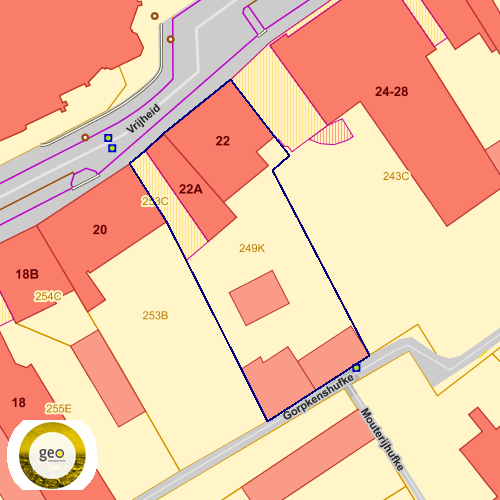 Vrijheid
24-28
22
243C
22A
253C
20
249K
18B
254C
253B
Gorpkenshufke
18
255E
Mouterijhufke
geo